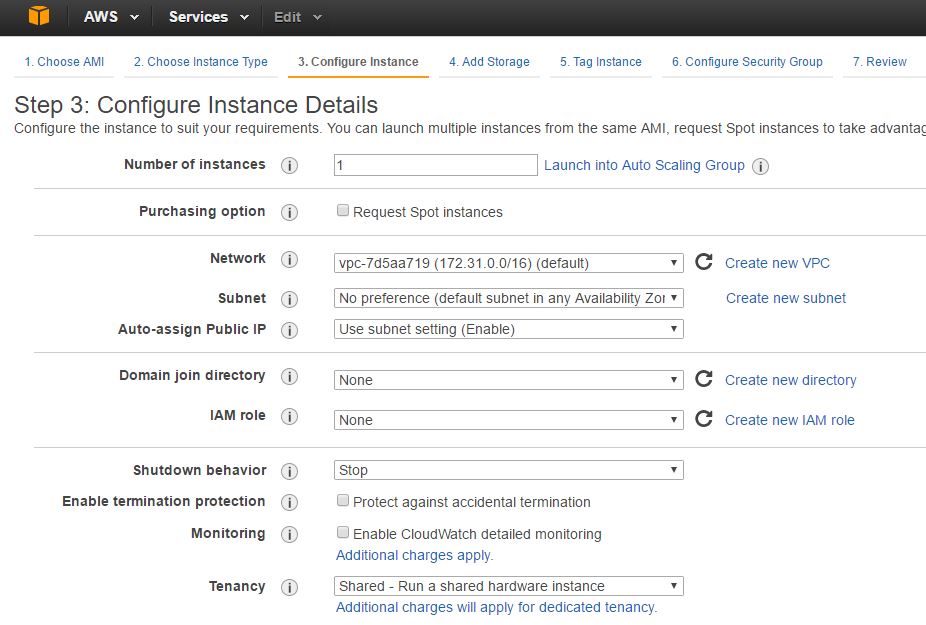 AWS Services Edit
1. Choose AMI 2. Choose Instance Type 3. Configure Instance 4. Add Storage 5. Tag Instance 6. Configure Security Group 7. Review
Step 3: Configure Instance Details
Configure the instance to suit your requirements. You can launch multiple instances from the same AMI, request Spot instances to take advantag
Number of instances i 1 Launch into Auto Scaling Group i
Purchasing option i Request Spot instances
Network i vpc-7d5aa719 (172.31.0.0/16) (default) Create new VPC
Subnet i No preference (default subnet in any Availability Zor Create new subnet
Auto-assign Public IP i Use subnet setting (Enable)
Domain join directory i None Create new directory
IAM role i None Create new IAM role
Shutdown behavior i Stop
Enable termination protection i Protect against accidental termination
Monitoring i Enable CloudWatch detailed monitoring
Additional charges apply.
Tenancy i Shared - Run a shared hardware instance
Additional charges will apply for dedicated tenancy.